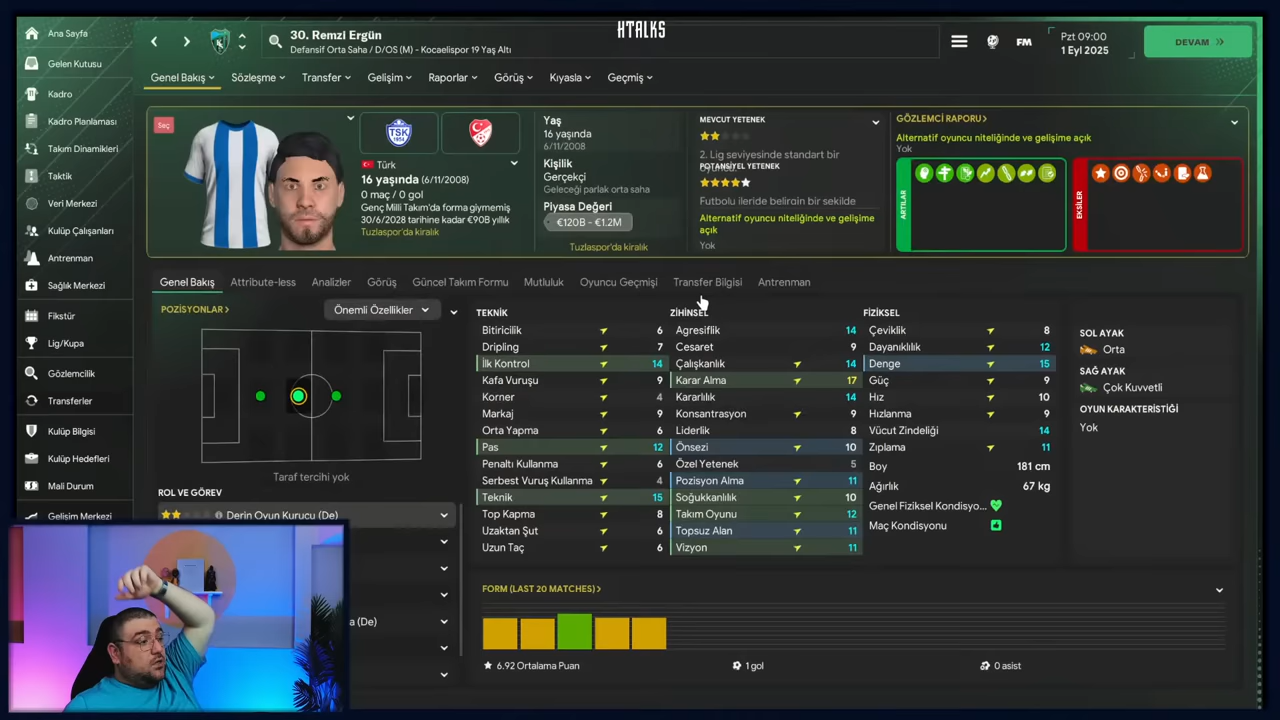 HTALKS
Ana Sayfa
Gelen Kutusu
Kadro
Kadro Planlaması
Takım Dinamikleri
Taktik
Veri Merkezi
Kulüp Çalışanları
Antrenman
Sağlık Merkezi
Fikstür
Lig/Kupa
Gözlemcilik
Transferler
Kulüp Bilgisi
Kulüp Hedefleri
Mali Durum
Gelişim Merkezi
30. Remzi Ergün
Defansif Orta Saha / D/OS (M) - Kocaelispor 19 Yaş Altı
FM
Pzt 09:00
1 Eyl 2025
DEVAM
Genel Bakış
Sözleşme
Transfer
Gelişim
Raporlar
Görüş
Kıyasla
Geçmiş
Seç
TSK
1954
Türk
16 yaşında (6/11/2008)
0 maç / 0 gol
Genç Milli Takım'da forma giymemiş
30/6/2028 tarihine kadar €90B yıllık
Tuzlaspor'da kiralık
Yaş
16 yaşında
6/11/2008
Kişilik
Gerçekçi
Geleceği parlak orta saha
Piyasa Değeri
€120B - €1.2M
Tuzlaspor'da kiralık
MEVCUT YETENEK
2. Lig seviyesinde standart bir
POTANSİYEL YETENEK
Futbolu ileride belirgin bir şekilde
Alternatif oyuncu niteliğinde ve gelişime
açık
Yok
GÖZLEMCİ RAPORU
Alternatif oyuncu niteliğinde ve gelişime açık
Yok
ARTILAR
EKSİLER
Genel Bakış
Attribute-less
Analizler
Görüş
Güncel Takım Formu
Mutluluk
Oyuncu Geçmişi
Transfer Bilgisi
Antrenman
POZİSYONLAR
Önemli Özellikler
Taraf tercihi yok
ROL VE GÖREV
Derin Oyun Kurucu (De)
a (De)
TEKNİK
Bitiricilik 6
Dripling 7
İlk Kontrol 14
Kafa Vuruşu 9
Korner 4
Markaj 9
Orta Yapma 6
Pas 12
Penaltı Kullanma 6
Serbest Vuruş Kullanma 4
Teknik 15
Top Kapma 8
Uzaktan Şut 6
Uzun Taç 6
ZİHİNSEL
Agresiflik 14
Cesaret 9
Çalışkanlık 14
Karar Alma 17
Kararlılık 14
Konsantrasyon 9
Liderlik 8
Önsezi 10
Özel Yetenek 5
Pozisyon Alma 11
Soğukkanlılık 10
Takım Oyunu 12
Topsuz Alan 11
Vizyon 11
FİZİKSEL
Çeviklik 8
Dayanıklılık 12
Denge 15
Güç 9
Hız 10
Hızlanma 9
Vücut Zindeliği 14
Zıplama 11
Boy 181 cm
Ağırlık 67 kg
Genel Fiziksel Kondisyo...
Maç Kondisyonu
SOL AYAK
Orta
SAĞ AYAK
Çok Kuvvetli
OYUN KARAKTERİSTİĞİ
Yok
FORM (LAST 20 MATCHES)
6.92 Ortalama Puan
1 gol
0 asist